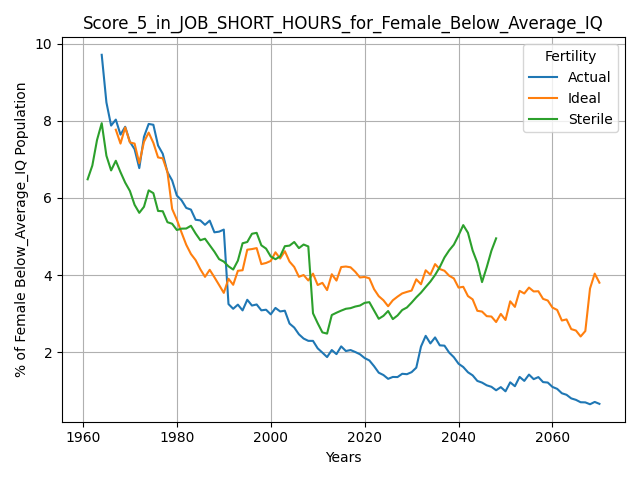 Score_5_in_JOB_SHORT_HOURS_for_Female_Below_Average_IQ
% of Female Below_Average_IQ Population
10
8
6
4
2
Fertility
Actual
Ideal
Sterile
1960 1980 2000 2020 2040 2060
Years